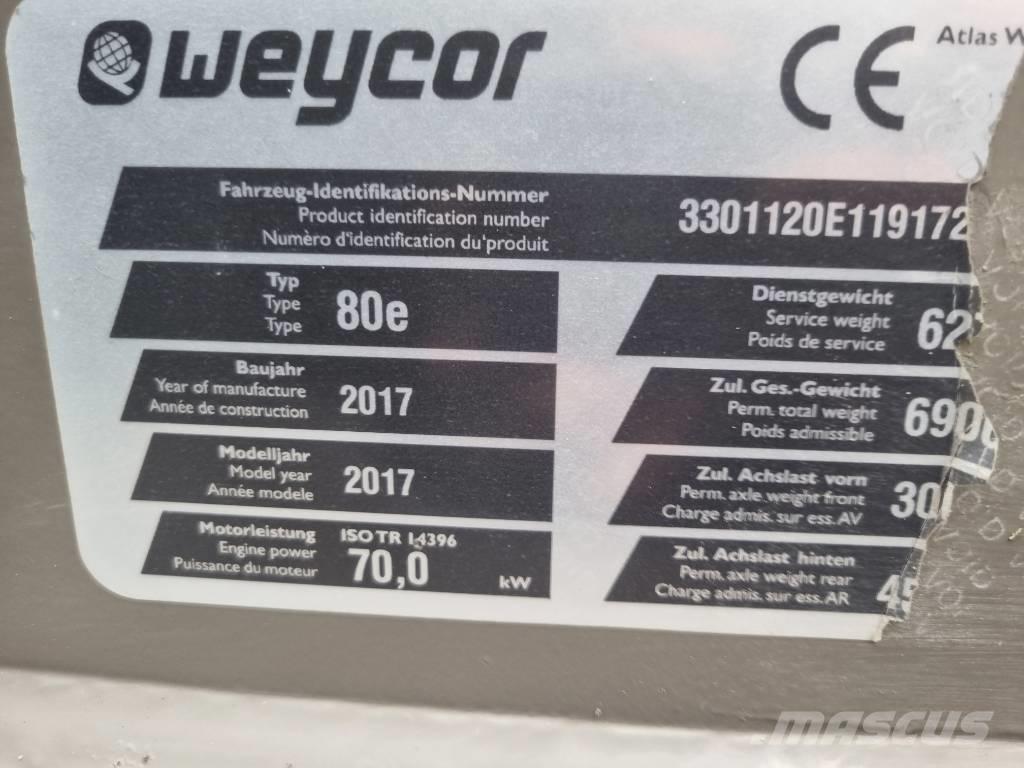 weycor
CE
Atlas W
Fahrzeug-Identifikations-Nummer
Product identification number
Numèro d'identification du'produit
3301120E119172
Typ
Type
Type
80e
Baujahr
Year of manufacture
Année de construction
2017
Modelljahr
Model year
Année modele
2017
Motorleistung
Engine power
Puissance du moteur
ISO TR 14396
70,0
kW
Dienstgewicht
Service weight
Poids de service
62
Zul. Ges.-Gewicht
Perm. total weight
Poids admissible
690
Zul. Achslast vorn
Perm. axle weight front
Charge admis. sur ess. AV
30
Zul. Achslast hinten
Perm. axle weight rear
Charge admis. sur ess. AR
45
MASCUS